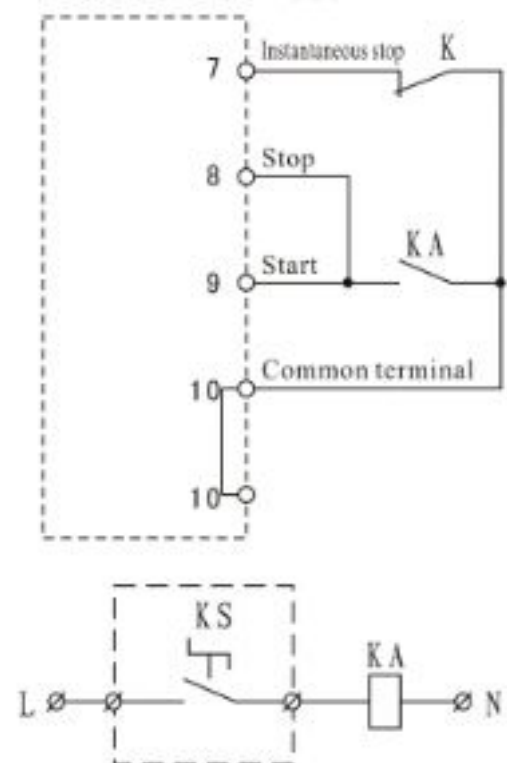 7 Instantaneous stop K
8 Stop
KA
9 Start
10 Common terminal
10
KS
KA
L N